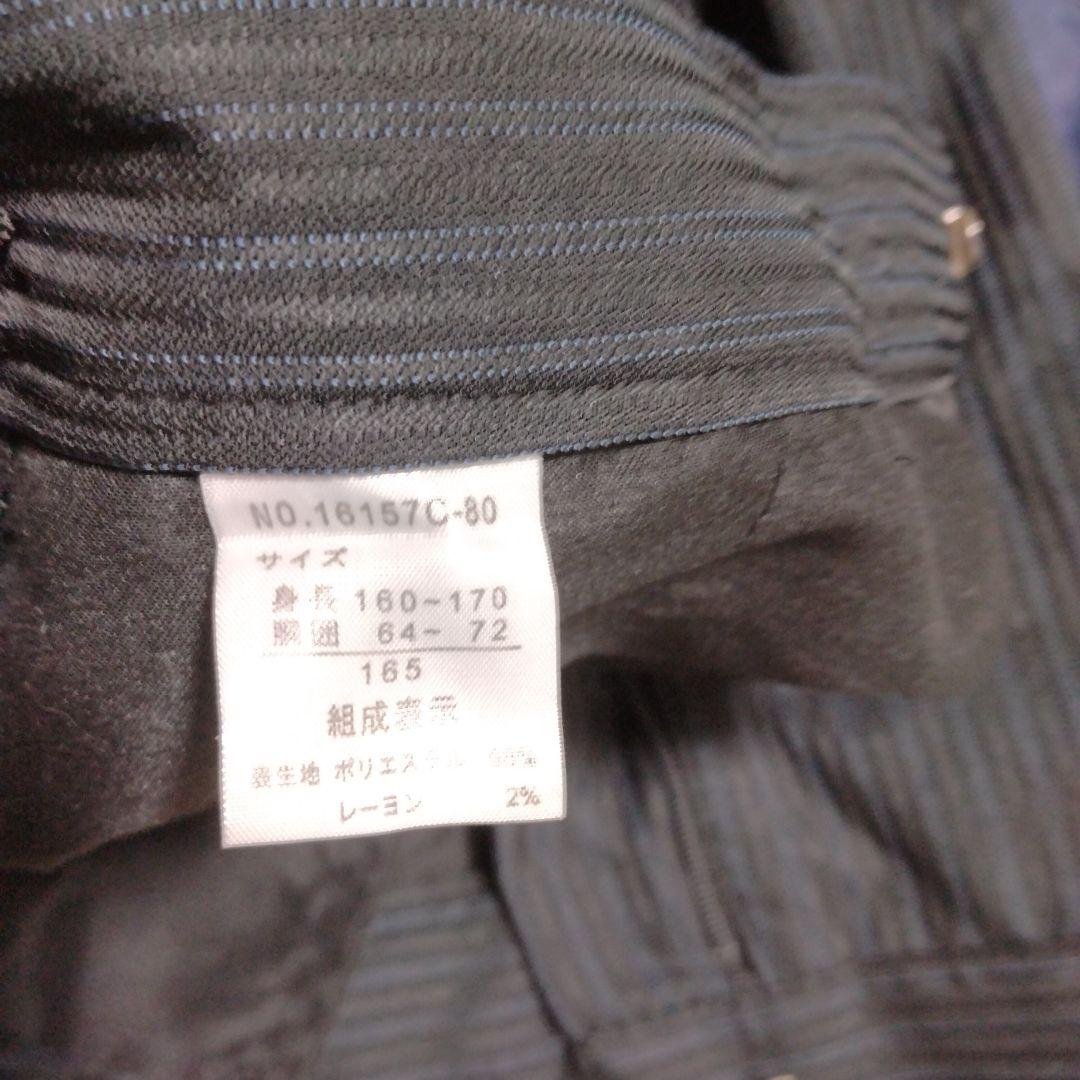 NO.16157C-80
サイズ
身長 160~170
胴囲 64~ 72
165
組成表示
表生地 ポリエステル
レーヨン 2%